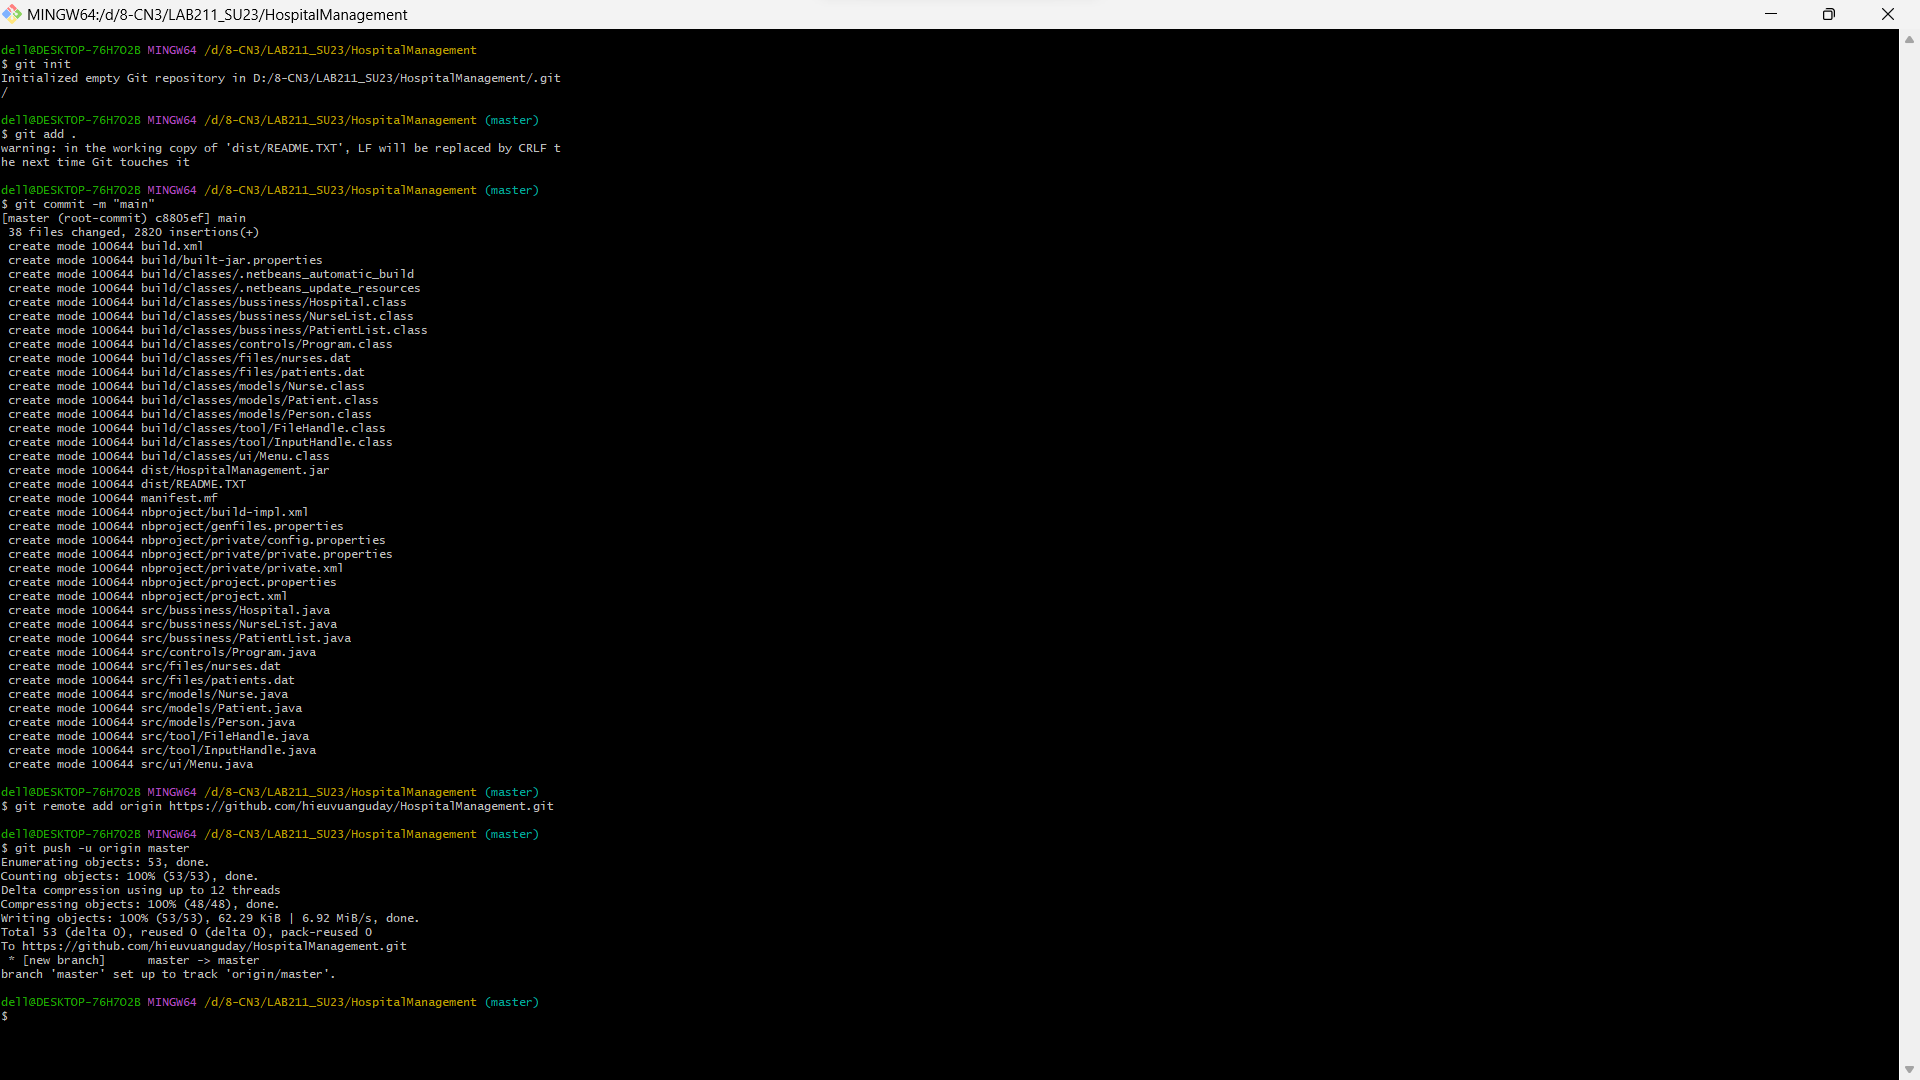 MINGW64:/d/8-CN3/LAB211_SU23/HospitalManagement
dell@DESKTOP-76H7O2B MINGW64 /d/8-CN3/LAB211_SU23/HospitalManagement
$ git init
Initialized empty Git repository in D:/8-CN3/LAB211_SU23/HospitalManagement/.git
/
dell@DESKTOP-76H7O2B MINGW64 /d/8-CN3/LAB211_SU23/HospitalManagement (master)
$ git add .
warning: in the working copy of 'dist/README.TXT', LF will be replaced by CRLF t
he next time Git touches it
dell@DESKTOP-76H7O2B MINGW64 /d/8-CN3/LAB211_SU23/HospitalManagement (master)
$ git commit -m "main"
[master (root-commit) c8805ef] main
 38 files changed, 2820 insertions(+)
 create mode 100644 build.xml
 create mode 100644 build/built-jar.properties
 create mode 100644 build/classes/.netbeans_automatic_build
 create mode 100644 build/classes/.netbeans_update_resources
 create mode 100644 build/classes/bussiness/Hospital.class
 create mode 100644 build/classes/bussiness/NurseList.class
 create mode 100644 build/classes/bussiness/PatientList.class
 create mode 100644 build/classes/controls/Program.class
 create mode 100644 build/classes/files/nurses.dat
 create mode 100644 build/classes/files/patients.dat
 create mode 100644 build/classes/models/Nurse.class
 create mode 100644 build/classes/models/Patient.class
 create mode 100644 build/classes/models/Person.class
 create mode 100644 build/classes/tool/FileHandle.class
 create mode 100644 build/classes/tool/InputHandle.class
 create mode 100644 build/classes/ui/Menu.class
 create mode 100644 dist/HospitalManagement.jar
 create mode 100644 dist/README.TXT
 create mode 100644 manifest.mf
 create mode 100644 nbproject/build-impl.xml
 create mode 100644 nbproject/genfiles.properties
 create mode 100644 nbproject/private/config.properties
 create mode 100644 nbproject/private/private.properties
 create mode 100644 nbproject/private/private.xml
 create mode 100644 nbproject/project.properties
 create mode 100644 nbproject/project.xml
 create mode 100644 src/bussiness/Hospital.java
 create mode 100644 src/bussiness/NurseList.java
 create mode 100644 src/bussiness/PatientList.java
 create mode 100644 src/controls/Program.java
 create mode 100644 src/files/nurses.dat
 create mode 100644 src/files/patients.dat
 create mode 100644 src/models/Nurse.java
 create mode 100644 src/models/Patient.java
 create mode 100644 src/models/Person.java
 create mode 100644 src/tool/FileHandle.java
 create mode 100644 src/tool/InputHandle.java
 create mode 100644 src/ui/Menu.java
dell@DESKTOP-76H7O2B MINGW64 /d/8-CN3/LAB211_SU23/HospitalManagement (master)
$ git remote add origin https://github.com/hieuvuanguday/HospitalManagement.git
dell@DESKTOP-76H7O2B MINGW64 /d/8-CN3/LAB211_SU23/HospitalManagement (master)
$ git push -u origin master
Enumerating objects: 53, done.
Counting objects: 100% (53/53), done.
Delta compression using up to 12 threads
Compressing objects: 100% (48/48), done.
Writing objects: 100% (53/53), 62.29 KiB | 6.92 MiB/s, done.
Total 53 (delta 0), reused 0 (delta 0), pack-reused 0
To https://github.com/hieuvuanguday/HospitalManagement.git
 * [new branch]      master -> master
branch 'master' set up to track 'origin/master'.
dell@DESKTOP-76H7O2B MINGW64 /d/8-CN3/LAB211_SU23/HospitalManagement (master)
$